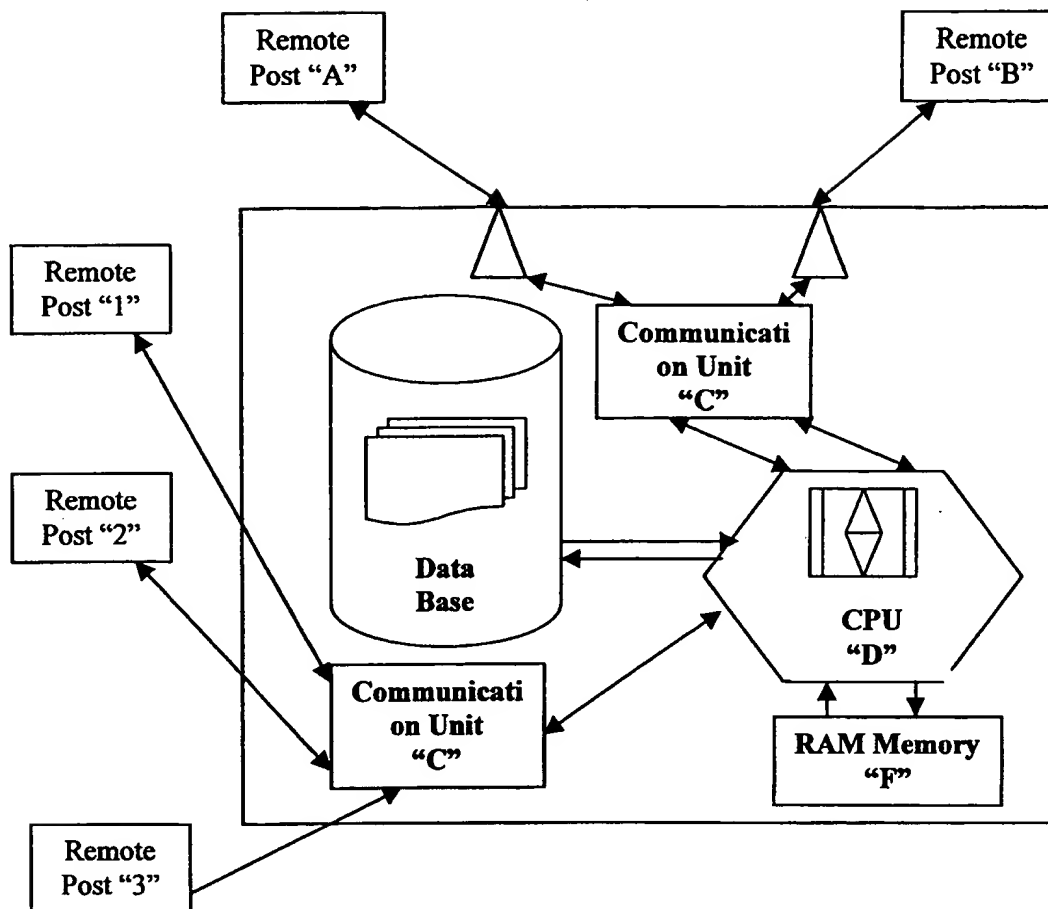 Remote
Post “A”
Remote
Post “B”
Remote
Post “1”
Communicati
on Unit
“C”
Remote
Post “2”
Data
Base
CPU
“D”
Communicati
on Unit
“C”
RAM Memory
“F”
Remote
Post “3”